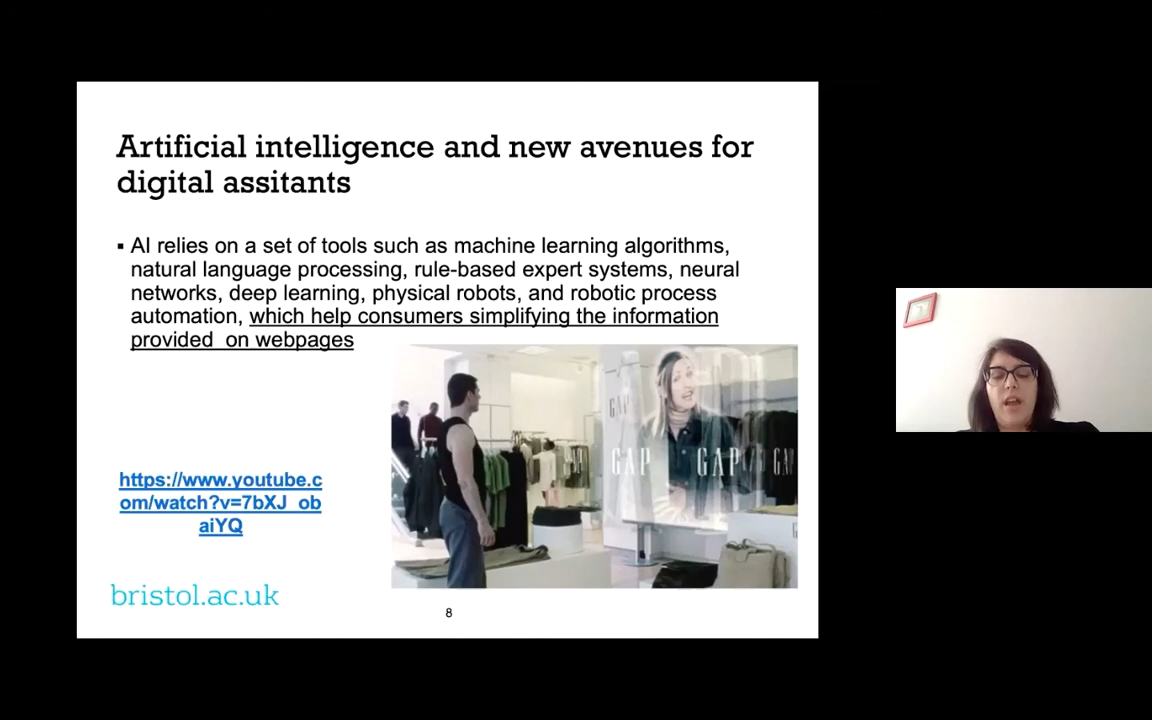 Artificial intelligence and new avenues for
digital assitants
▪ AI relies on a set of tools such as machine learning algorithms,
natural language processing, rule-based expert systems, neural
networks, deep learning, physical robots, and robotic process
automation, which help consumers simplifying the information
provided on webpages
GAP
GAP GAP GAP
https://www.youtube.c
om/watch?v=7bXJ_ob
aiYQ
bristol.ac.uk
8